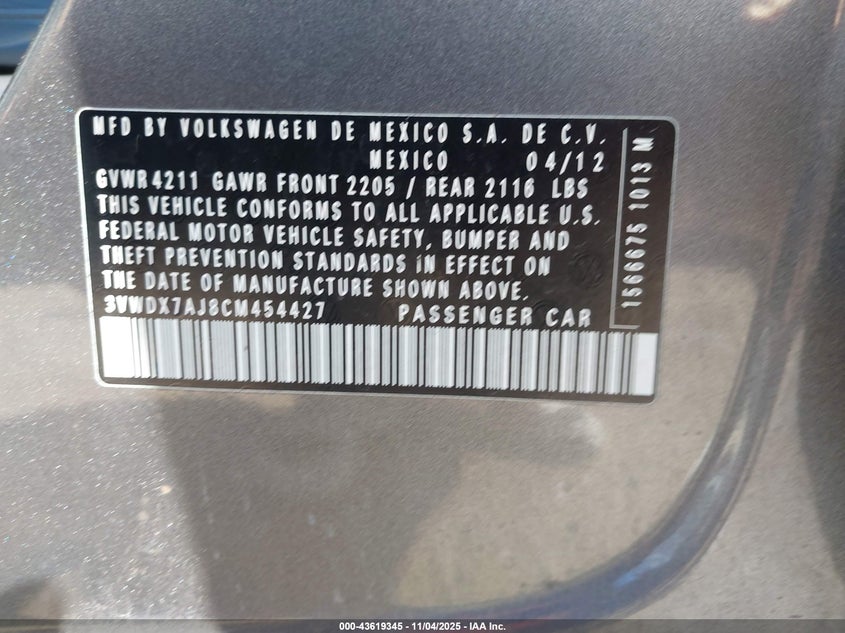 MFD BY VOLKSWAGEN DE MEXICO S.A. DE C.V.
MEXICO 04/12
GVWR 4211 GAWR FRONT 2205 / REAR 2116 LBS
THIS VEHICLE CONFORMS TO ALL APPLICABLE U.S.
FEDERAL MOTOR VEHICLE SAFETY, BUMPER AND
THEFT PREVENTION STANDARDS IN EFFECT ON
THE DATE OF MANUFACTURE SHOWN ABOVE.
3VWDX7AJ8CM454427 PASSENGER CAR
1566675 1013 M
000-43619345 - 11/04/2025 - IAA Inc.